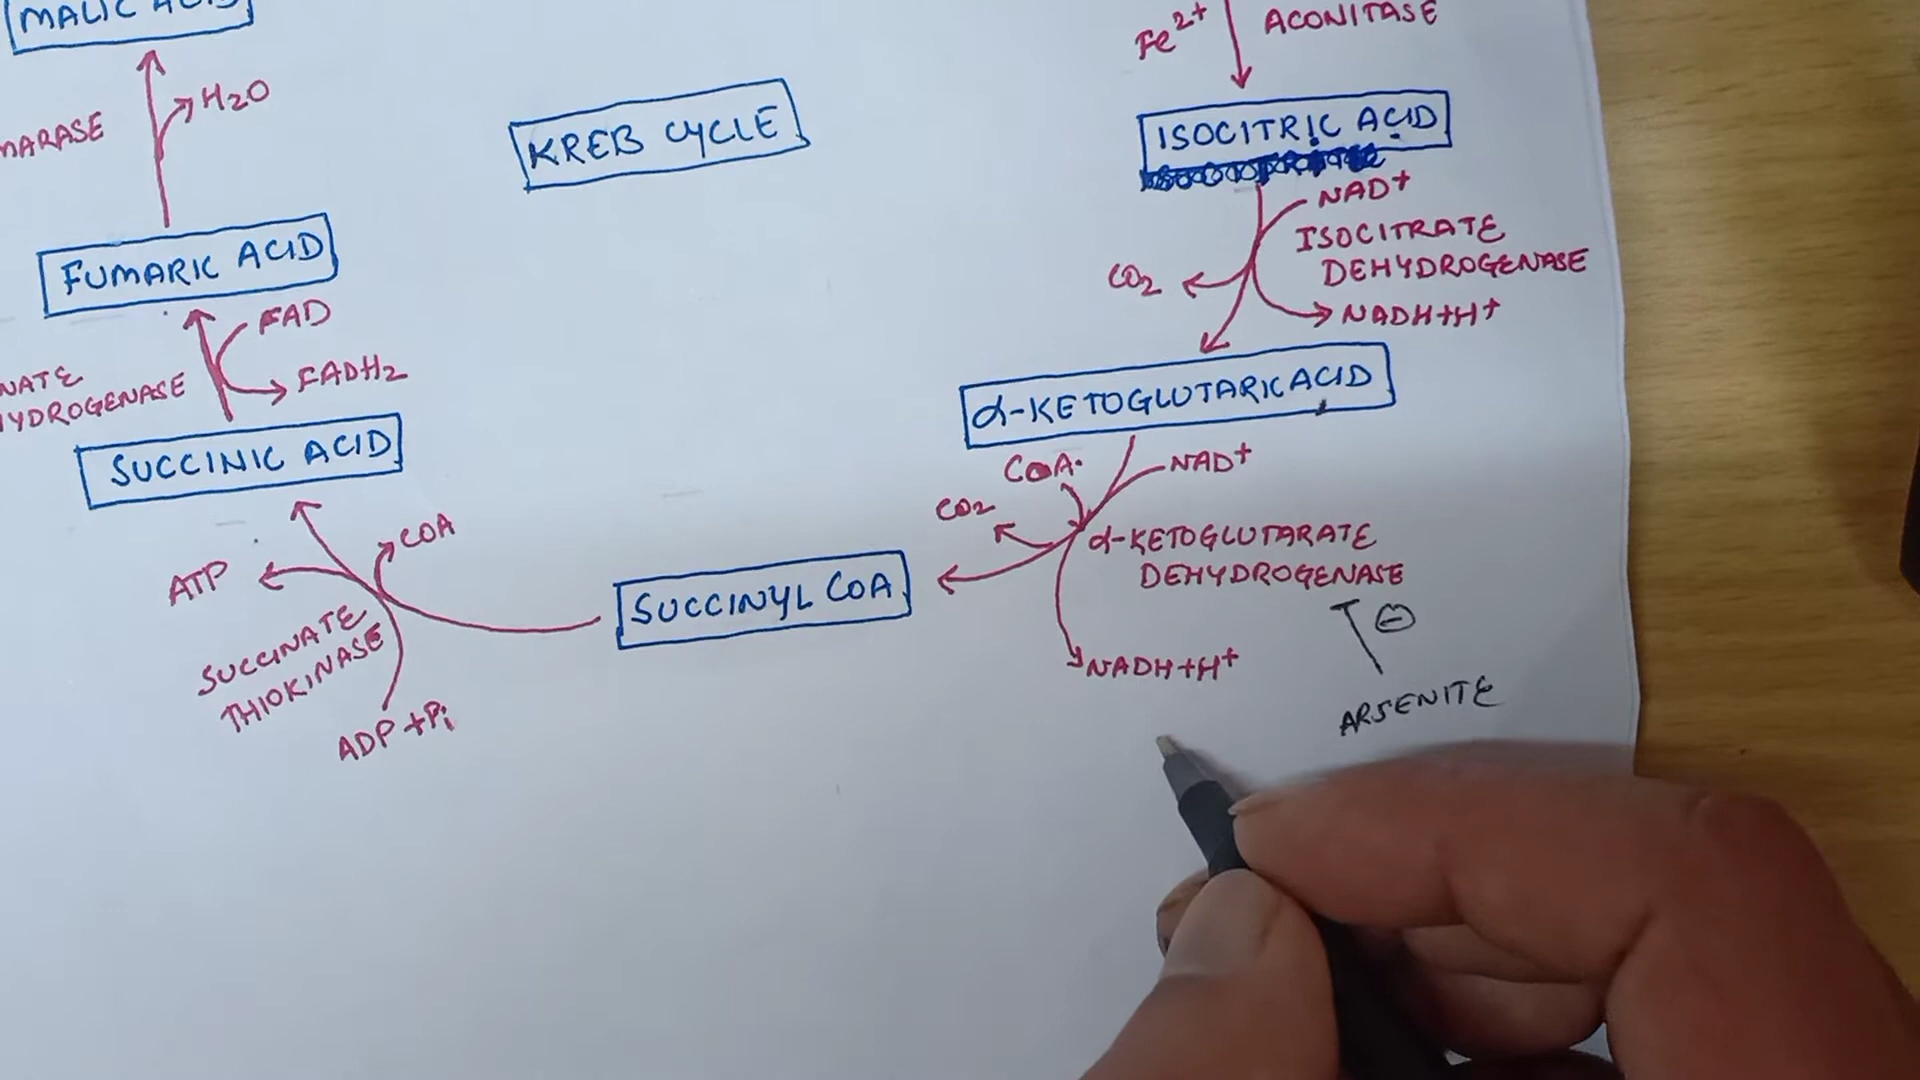 MALIC ACID
H2O
MARASE
FUMARIC ACID
FAD
FADH2
NATE
HYDROGENASE
SUCCINIC ACID
COA
ATP
SUCCINATE
THIOKINASE
ADP +Pi
KREB CYCLE
Fe2+
ACONITASE
ISOCITRIC ACID
NAD+
ISOCITRATE
DEHYDROGENASE
CO2
NADH+H+
α-KETOGLUTARIC ACID
COA
NAD+
CO2
α-KETOGLUTARATE
DEHYDROGENASE
SUCCINYL COA
NADH+H+
ARSENITE